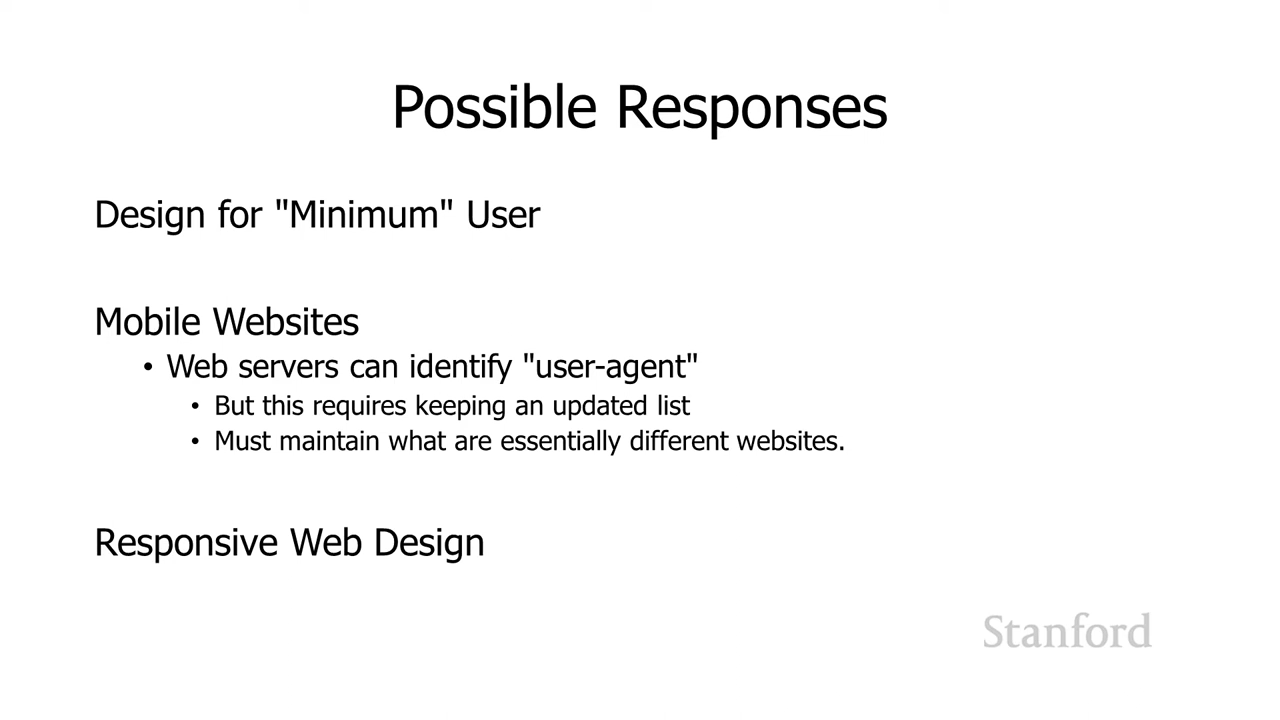 Possible Responses
Design for "Minimum" User
Mobile Websites
• Web servers can identify "user-agent"
• But this requires keeping an updated list
• Must maintain what are essentially different websites.
Responsive Web Design
Stanford